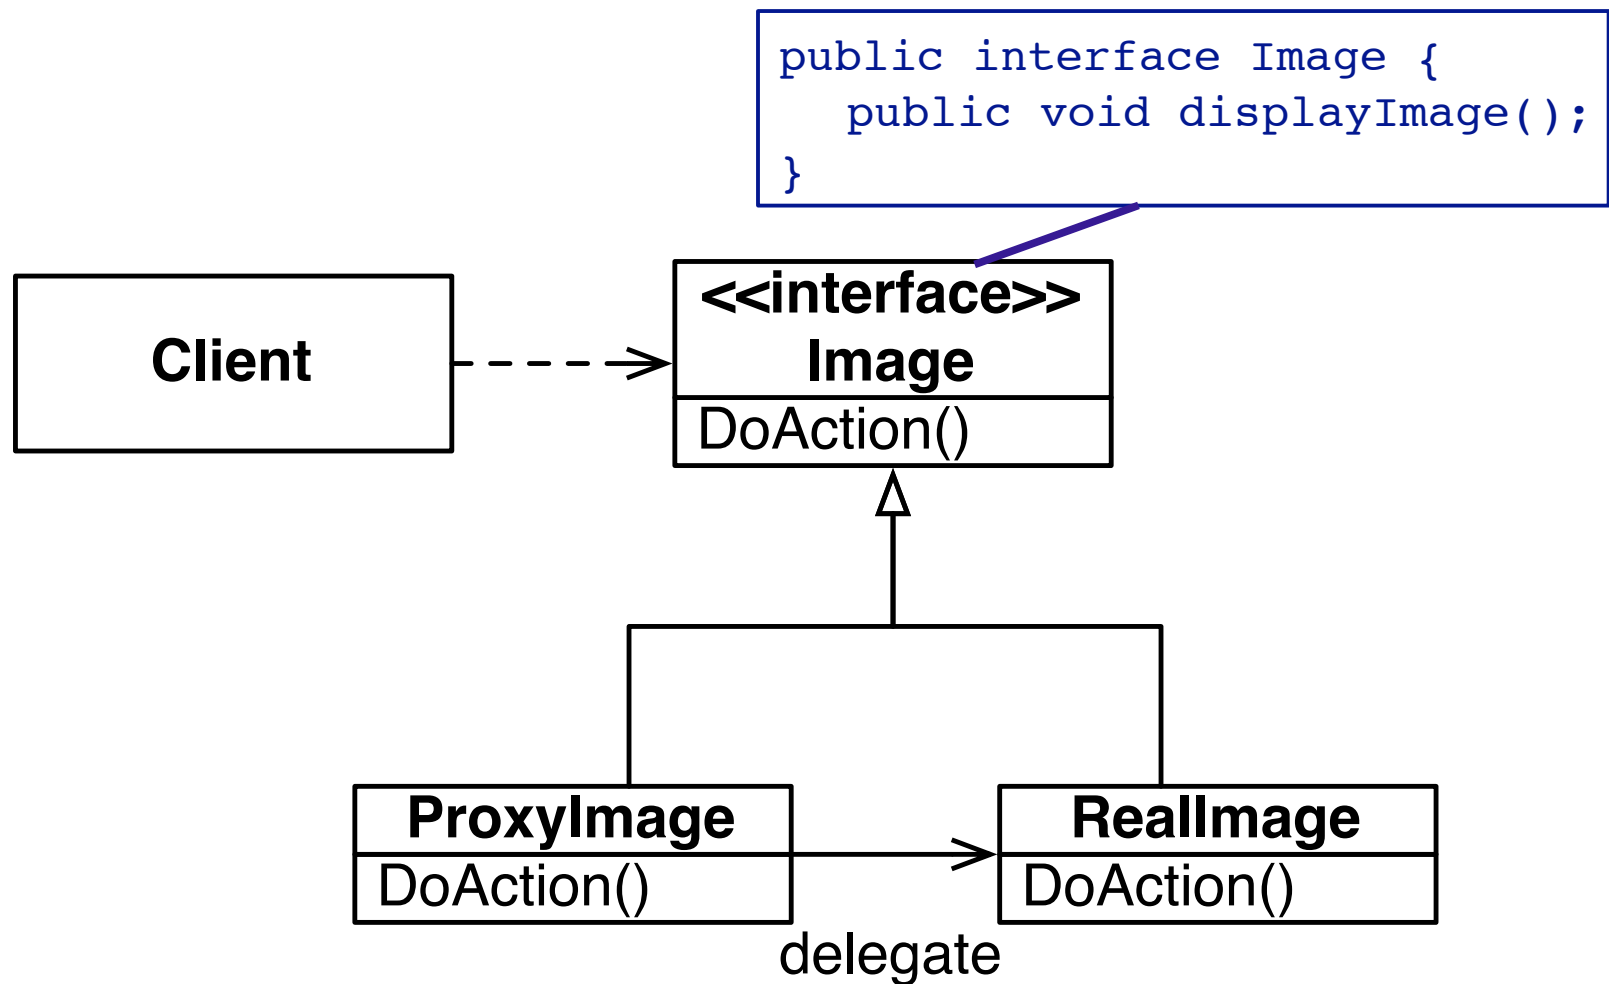 public interface Image {
public void displayImage();
}
<<interface>>
Image
DoAction()
Client
ProxyImage
DoAction()
RealImage
DoAction()
delegate